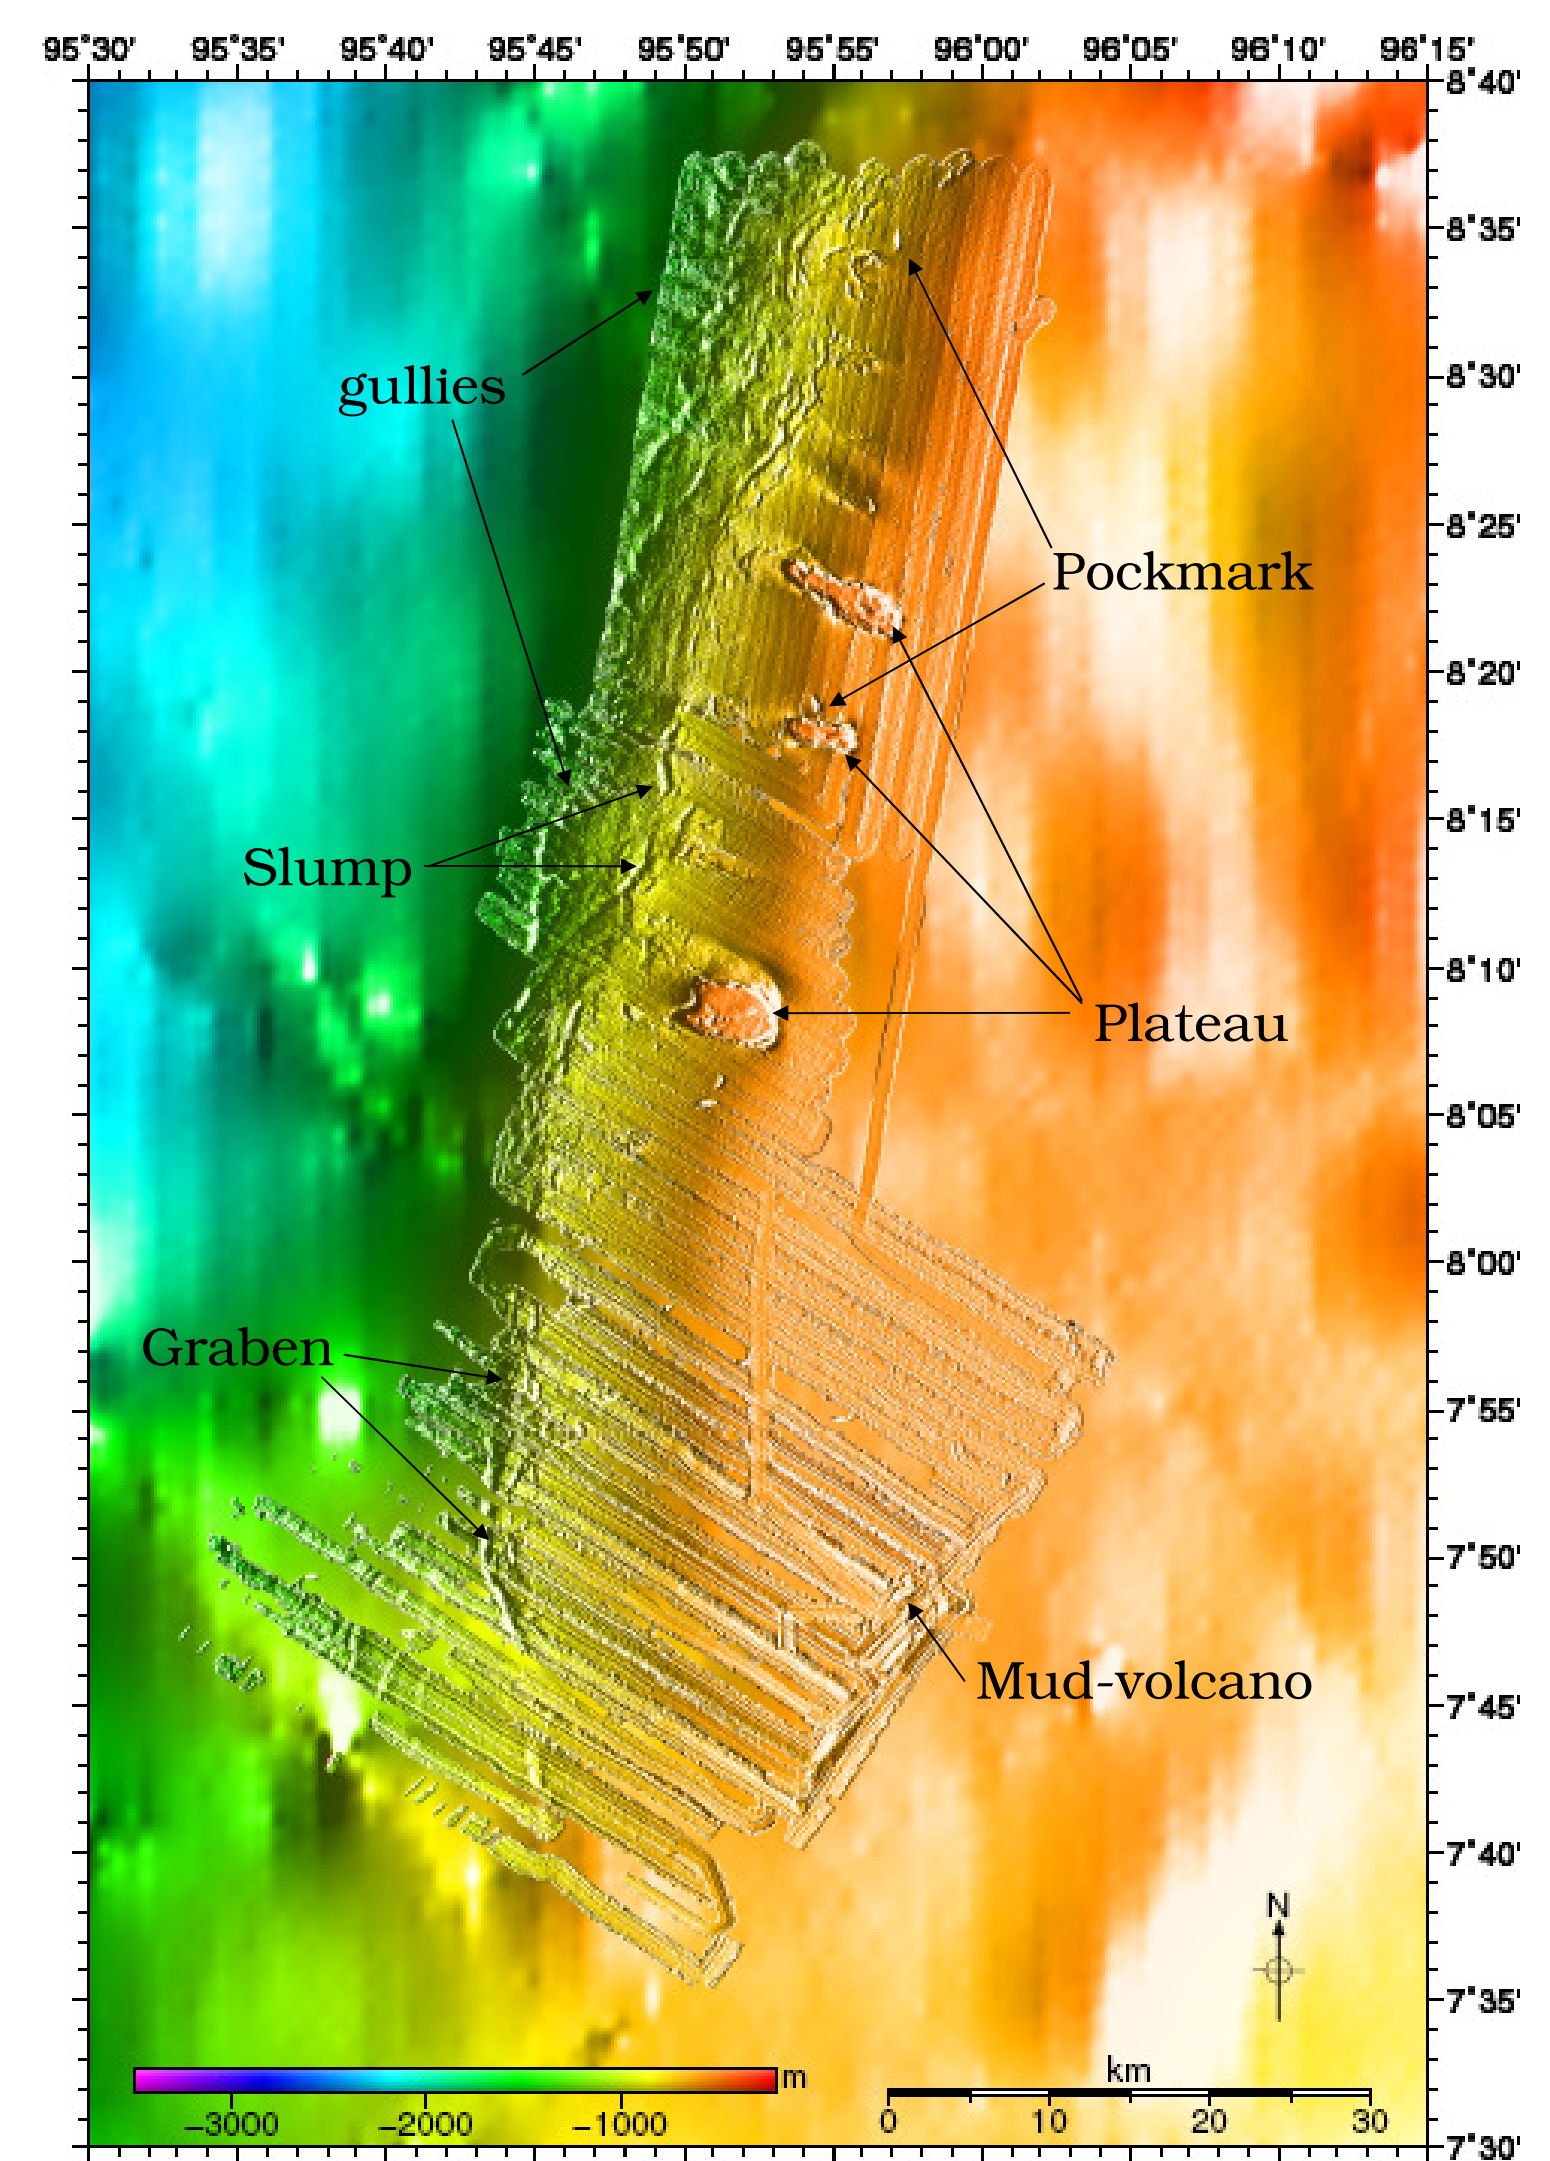 95°30' 95°35' 95°40' 95°45' 95°50' 95°55' 96°00' 96°05' 96°10' 96°15'
8°40'
8°35'
8°30'
gullies
8°25'
Pockmark
8°20'
8°15'
Slump
8°10'
Plateau
8°05'
8°00'
Graben
7°55'
7°50'
Mud-volcano
7°45'
7°40'
N
7°35'
km
m
0 10 20 30
−3000 −2000 −1000
7°30'